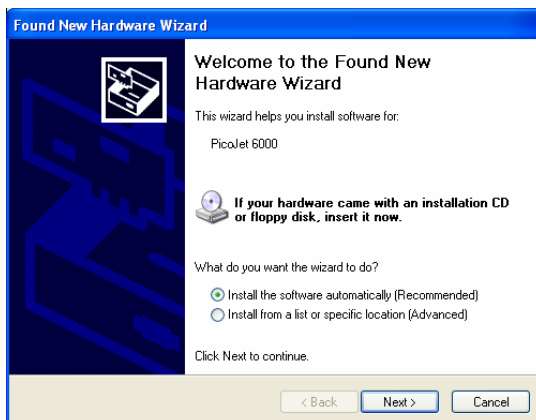 Found New Hardware Wizard
Welcome to the Found New
Hardware Wizard
This wizard helps you install software for:
PicoJet 6000
If your hardware came with an installation CD
or floppy disk, insert it now.
What do you want the wizard to do?
Install the software automatically (Recommended)
Install from a list or specific location (Advanced)
Click Next to continue.
< Back
Next >
Cancel